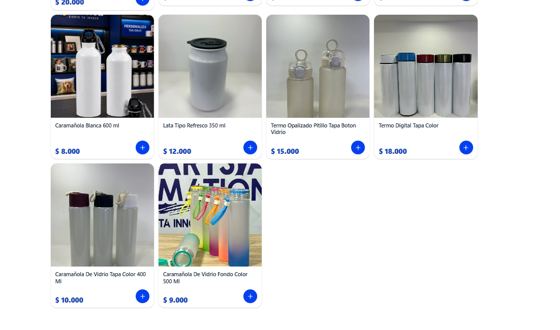 $ 20.000
PERSONALIZA
Caramañola Blanca 600 ml
Lata Tipo Refresco 350 ml
Termo Opalizado Pitillo Tapa Boton
Vidrio
Termo Digital Tapa Color
$ 8.000
$ 12.000
$ 15.000
$ 18.000
Caramañola De Vidrio Tapa Color 400
Ml
Caramañola De Vidrio Fondo Color
500 Ml
$ 10.000
$ 9.000